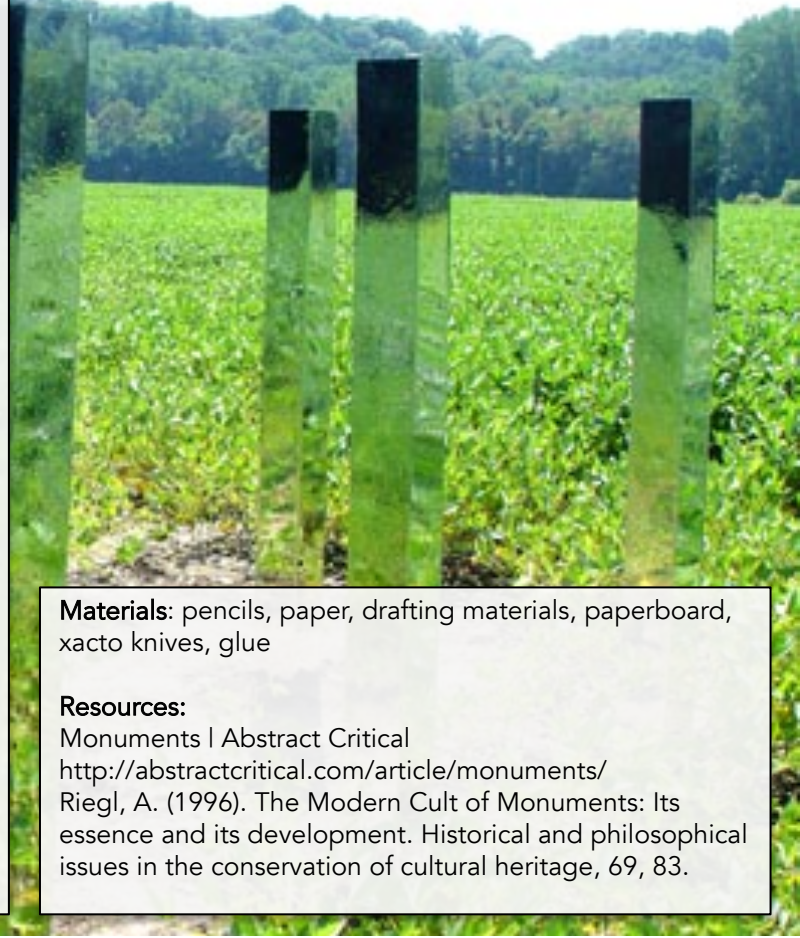 Materials: pencils, paper, drafting materials, paperboard,
xacto knives, glue
Resources:
Monuments | Abstract Critical
http://abstractcritical.com/article/monuments/
Riegl, A. (1996). The Modern Cult of Monuments: Its
essence and its development. Historical and philosophical
issues in the conservation of cultural heritage, 69, 83.